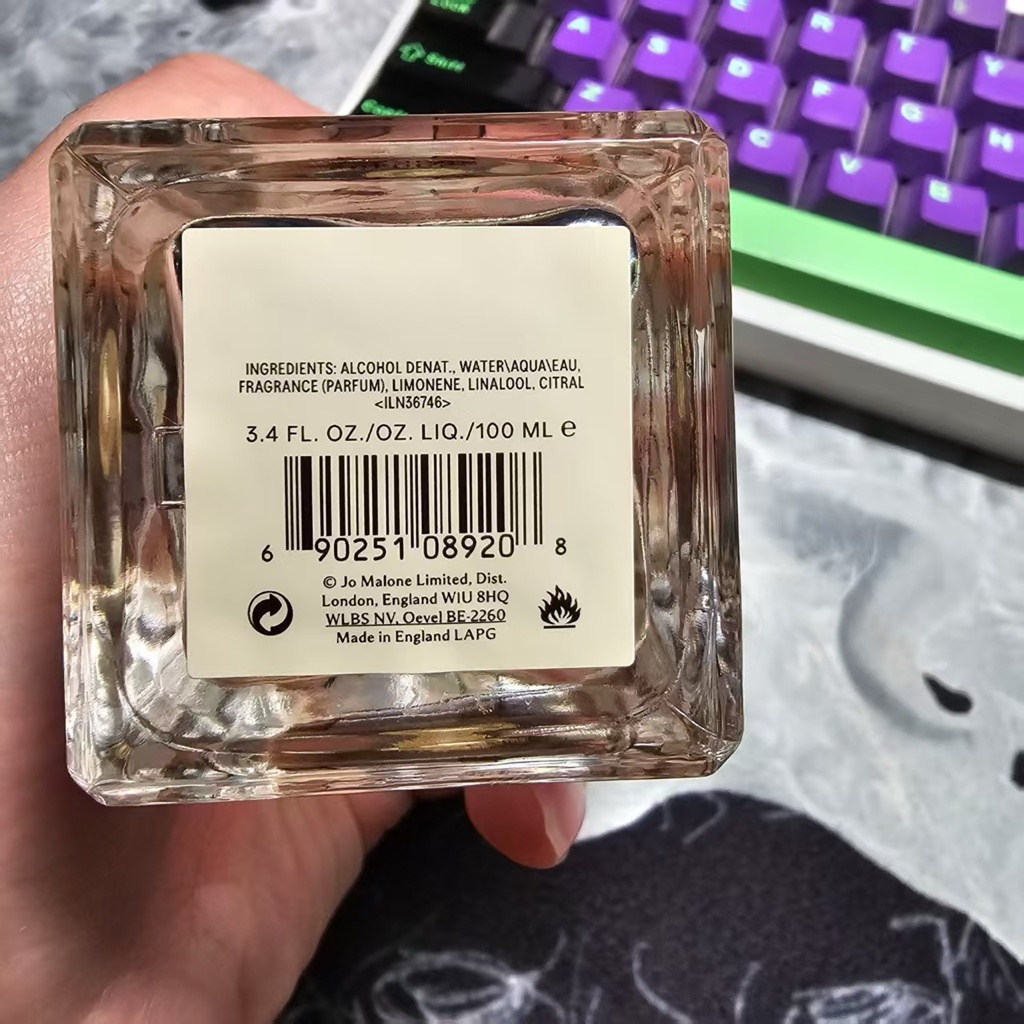 Shift
A
S
D
E
R
T
Y
F
G
H
Z
C
V
B
INGREDIENTS: ALCOHOL DENAT., WATER\AQUA\EAU,
FRAGRANCE (PARFUM), LIMONENE, LINALOOL, CITRAL
<ILN36746>
3.4 FL. OZ./OZ. LIQ./100 ML ℮
6 90251 08920 8
© Jo Malone Limited, Dist.
London, England W1U 8HQ
WLBS NV. Oevel BE-2260
Made in England LAPG